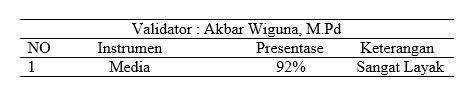 Validator : Akbar Wiguna, M.Pd
NO Instrumen Presentase Keterangan
1 Media 92% Sangat Layak